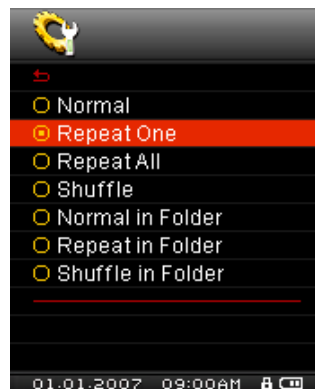 Normal
Repeat One
Repeat All
Shuffle
Normal in Folder
Repeat in Folder
Shuffle in Folder
01.01.2007 09:00AM